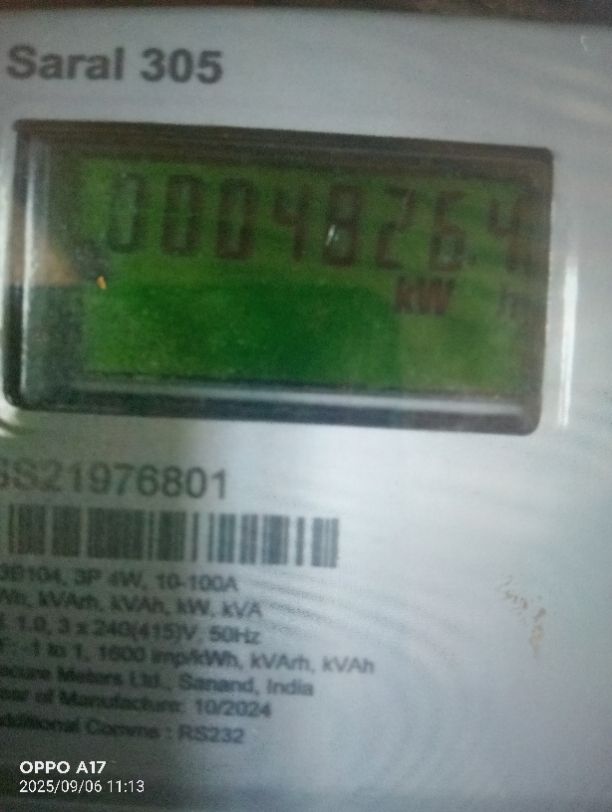 Saral 305
0004826.4
kW
S21976801
3P 4W, 10-100A
kVArh, kVAh, kW, kVA
1.0, 3 x 240(415)V, 50Hz
-1 to 1, 1600 imp/kWh, kVArh, kVAh
Meters Ltd., Sanand, India
of Manufacture: 10/2024
Comms : RS232
OPPO A17
2025/09/06 11:13